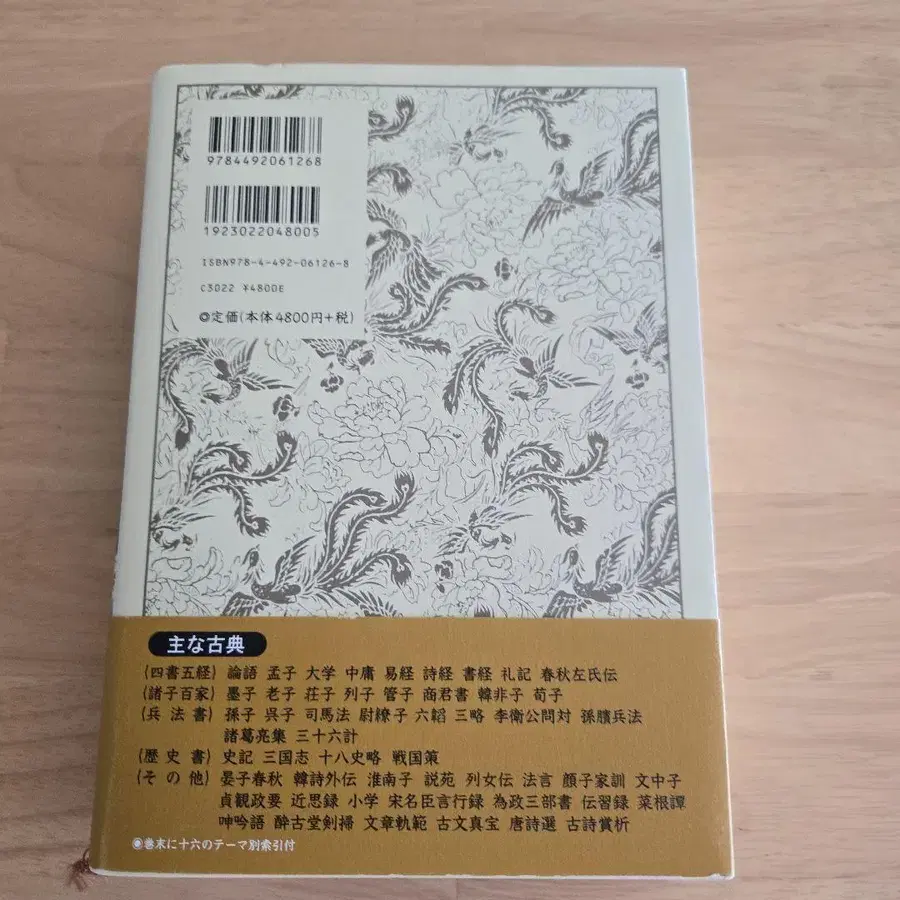 9784492061268
1923022048005
ISBN978-4-492-06126-8
C3022 ¥4800E
◎定価(本体4800円+税)
主な古典
(四書五経) 論語 孟子 大学 中庸 易経 詩経 書経 礼記 春秋左氏伝
(諸子百家) 墨子 老子 荘子 列子 管子 商君書 韓非子 荀子
(兵法書) 孫子 呉子 司馬法 尉繚子 六韜 三略 李衛公問対 孫臏兵法
諸葛亮集 三十六計
(歴史書) 史記 三国志 十八史略 戦国策
(その他) 晏子春秋 韓詩外伝 淮南子 説苑 列女伝 法言 顔子家訓 文中子
貞観政要 近思録 小学 宋名臣言行録 為政三部書 伝習録 菜根譚
呻吟語 酔古堂剣掃 文章軌範 古文真宝 唐詩選 古詩賞析
◎巻末に十六のテーマ別索引付